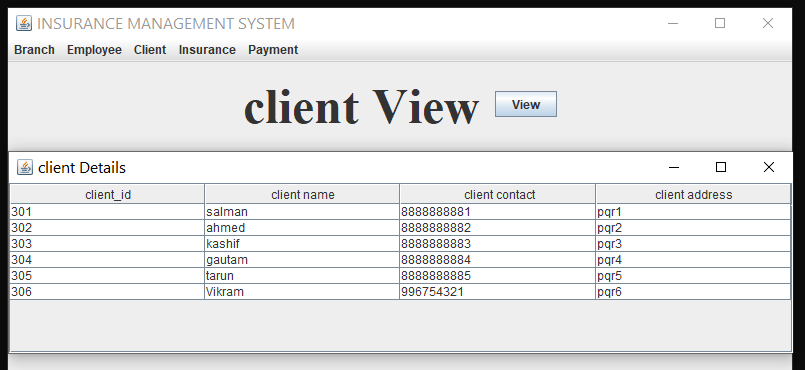 INSURANCE MANAGEMENT SYSTEM
Branch Employee Client Insurance Payment
client View View
client Details
client_id client name client contact client address
301 salman 8888888881 pqr1
302 ahmed 8888888882 pqr2
303 kashif 8888888883 pqr3
304 gautam 8888888884 pqr4
305 tarun 8888888885 pqr5
306 Vikram 996754321 pqr6